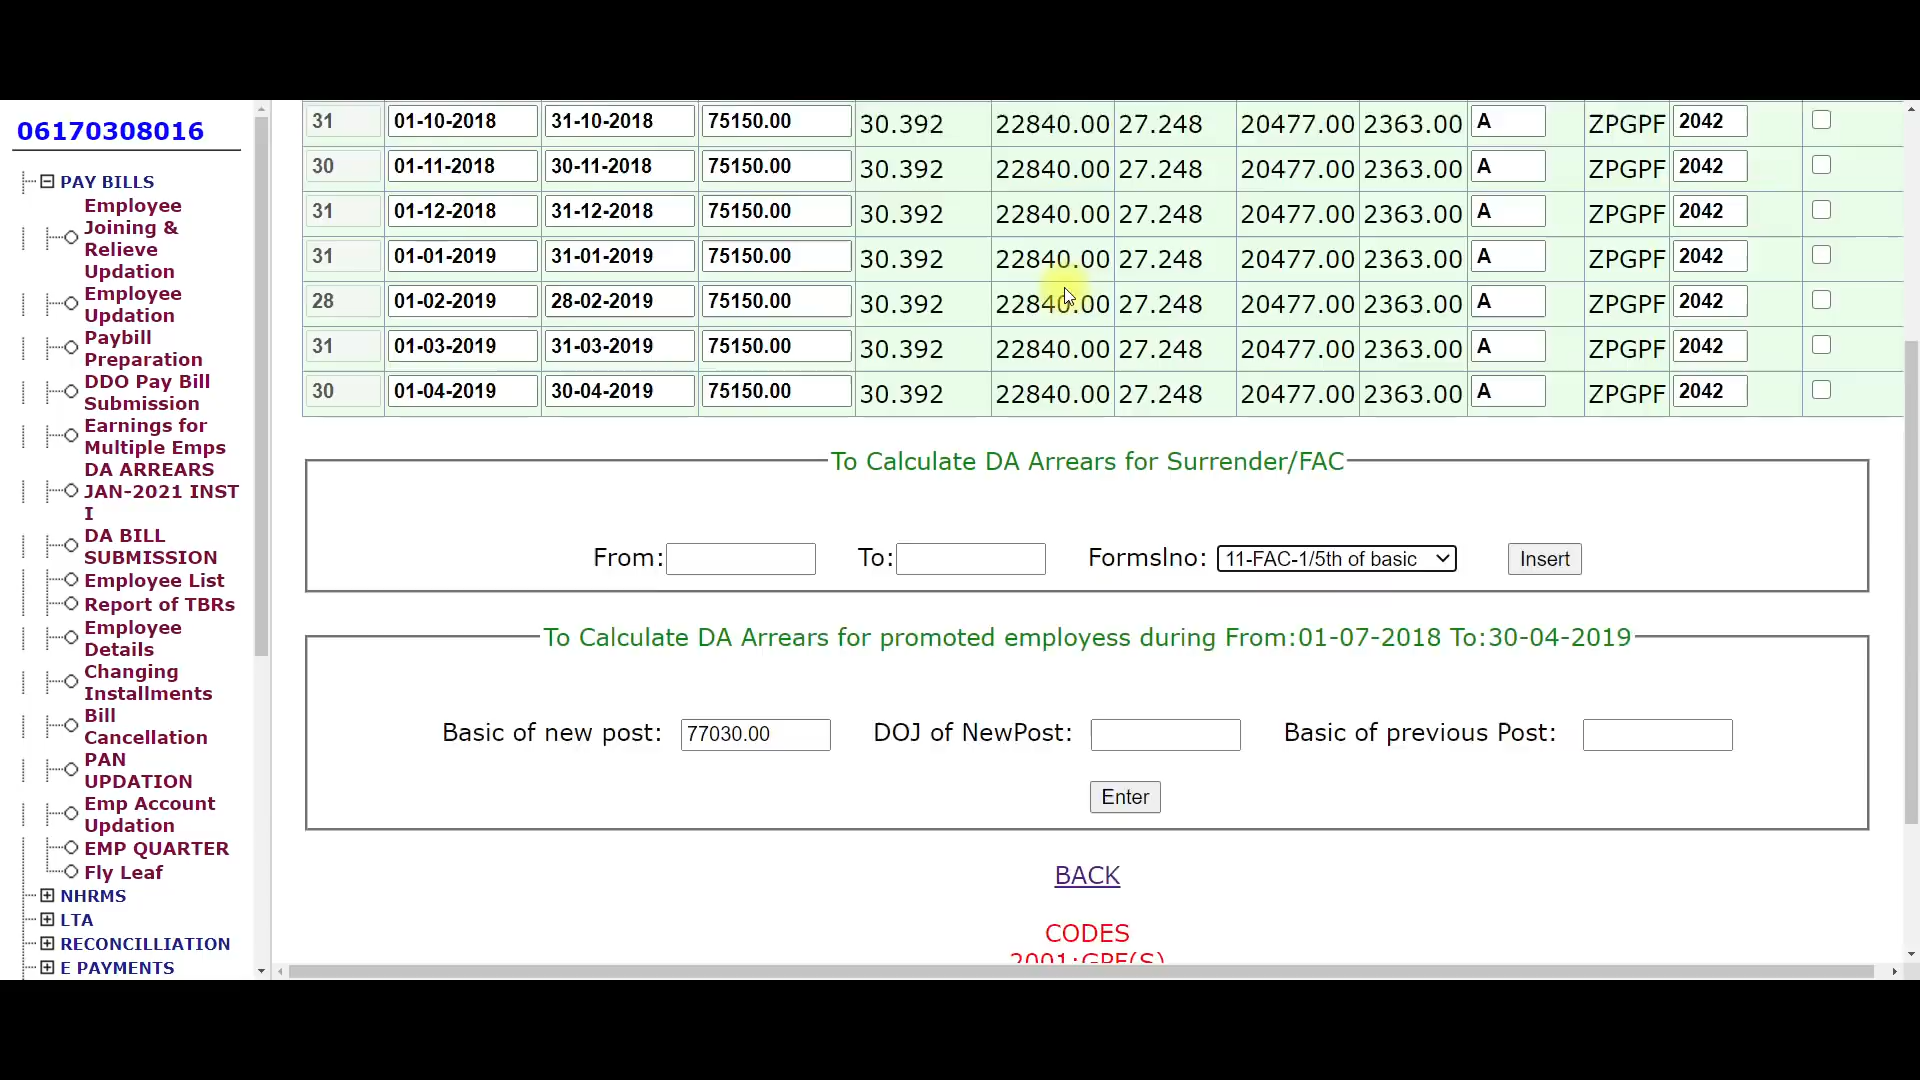 06170308016
PAY BILLS
Employee
Joining &
Relieve
Updation
Employee
Updation
Paybill
Preparation
DDO Pay Bill
Submission
Earnings for
Multiple Emps
DA ARREARS
JAN-2021 INST
I
DA BILL
SUBMISSION
Employee List
Report of TBRs
Employee
Details
Changing
Installments
Bill
Cancellation
PAN
UPDATION
Emp Account
Updation
EMP QUARTER
Fly Leaf
NHRMS
LTA
RECONCILLIATION
E PAYMENTS
31 01-10-2018 31-10-2018 75150.00 30.392 22840.00 27.248 20477.00 2363.00 A ZPGPF 2042
30 01-11-2018 30-11-2018 75150.00 30.392 22840.00 27.248 20477.00 2363.00 A ZPGPF 2042
31 01-12-2018 31-12-2018 75150.00 30.392 22840.00 27.248 20477.00 2363.00 A ZPGPF 2042
31 01-01-2019 31-01-2019 75150.00 30.392 22840.00 27.248 20477.00 2363.00 A ZPGPF 2042
28 01-02-2019 28-02-2019 75150.00 30.392 22840.00 27.248 20477.00 2363.00 A ZPGPF 2042
31 01-03-2019 31-03-2019 75150.00 30.392 22840.00 27.248 20477.00 2363.00 A ZPGPF 2042
30 01-04-2019 30-04-2019 75150.00 30.392 22840.00 27.248 20477.00 2363.00 A ZPGPF 2042
To Calculate DA Arrears for Surrender/FAC
From: To: Formslno: 11-FAC-1/5th of basic Insert
To Calculate DA Arrears for promoted employess during From:01-07-2018 To:30-04-2019
Basic of new post: 77030.00 DOJ of NewPost: Basic of previous Post:
Enter
BACK
CODES
2001:GPF(S)